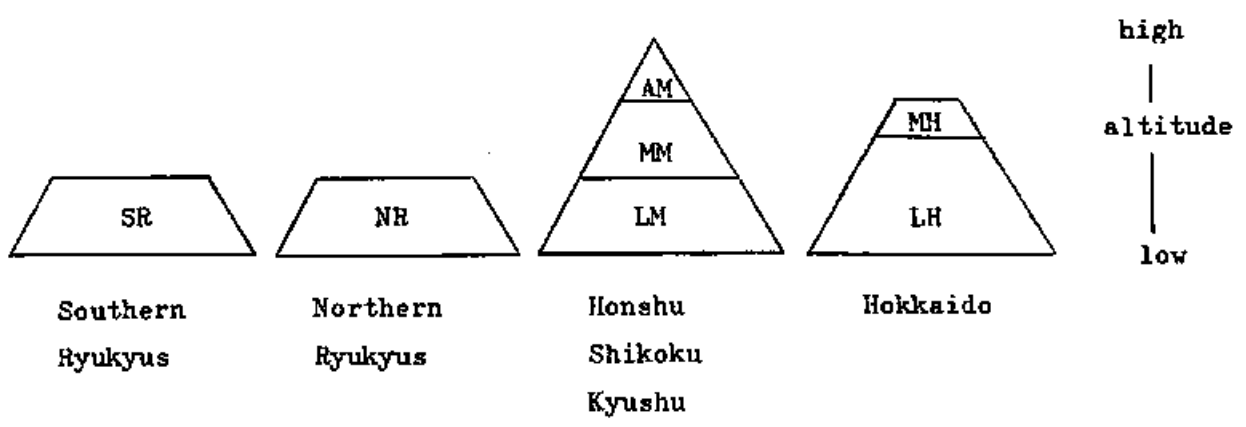 high
altitude
low
AM
MM
LM
MH
LH
SR
NR
Southern
Ryukyus
Northern
Ryukyus
Honshu
Shikoku
Kyushu
Hokkaido